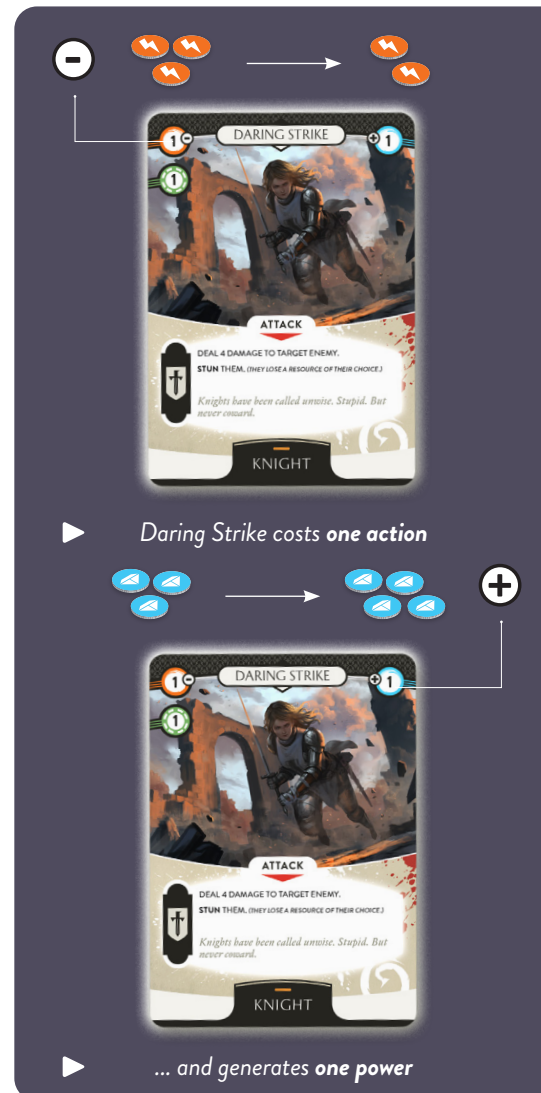 -
1 - DARING STRIKE + 1
1
ATTACK
DEAL 4 DAMAGE TO TARGET ENEMY.
STUN THEM. (THEY LOSE A RESOURCE OF THEIR CHOICE.)
Knights have been called unwise. Stupid. But
never coward.
KNIGHT
Daring Strike costs one action
+
1 - DARING STRIKE + 1
1
ATTACK
DEAL 4 DAMAGE TO TARGET ENEMY.
STUN THEM. (THEY LOSE A RESOURCE OF THEIR CHOICE.)
Knights have been called unwise. Stupid. But
never coward.
KNIGHT
... and generates one power